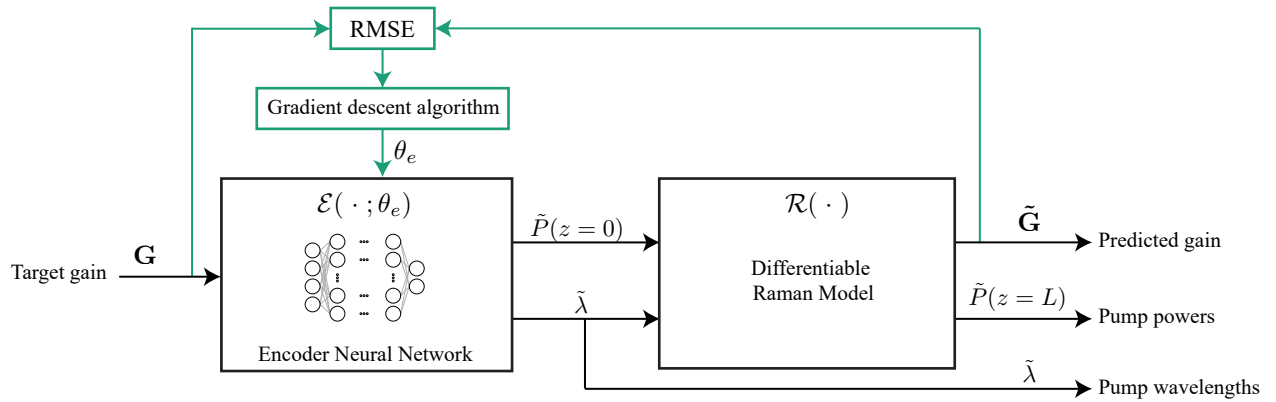 RMSE
Gradient descent algorithm
θ_e
ℰ( · ; θ_e)
ℛ( · )
P̃(z = 0)
G
G̃
Target gain
Predicted gain
Differentiable
Raman Model
λ̃
P̃(z = L)
Pump powers
Encoder Neural Network
λ̃
Pump wavelengths